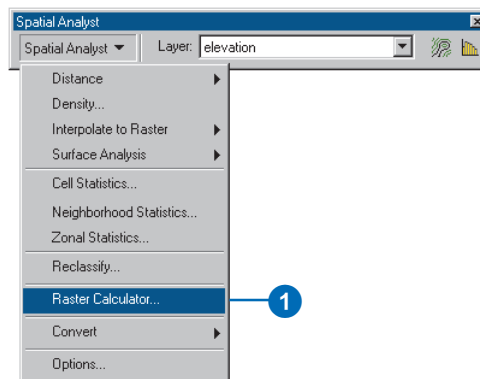 Spatial Analyst
Spatial Analyst Layer: elevation
Distance
Density...
Interpolate to Raster
Surface Analysis
Cell Statistics...
Neighborhood Statistics...
Zonal Statistics...
Reclassify...
Raster Calculator... 1
Convert
Options...